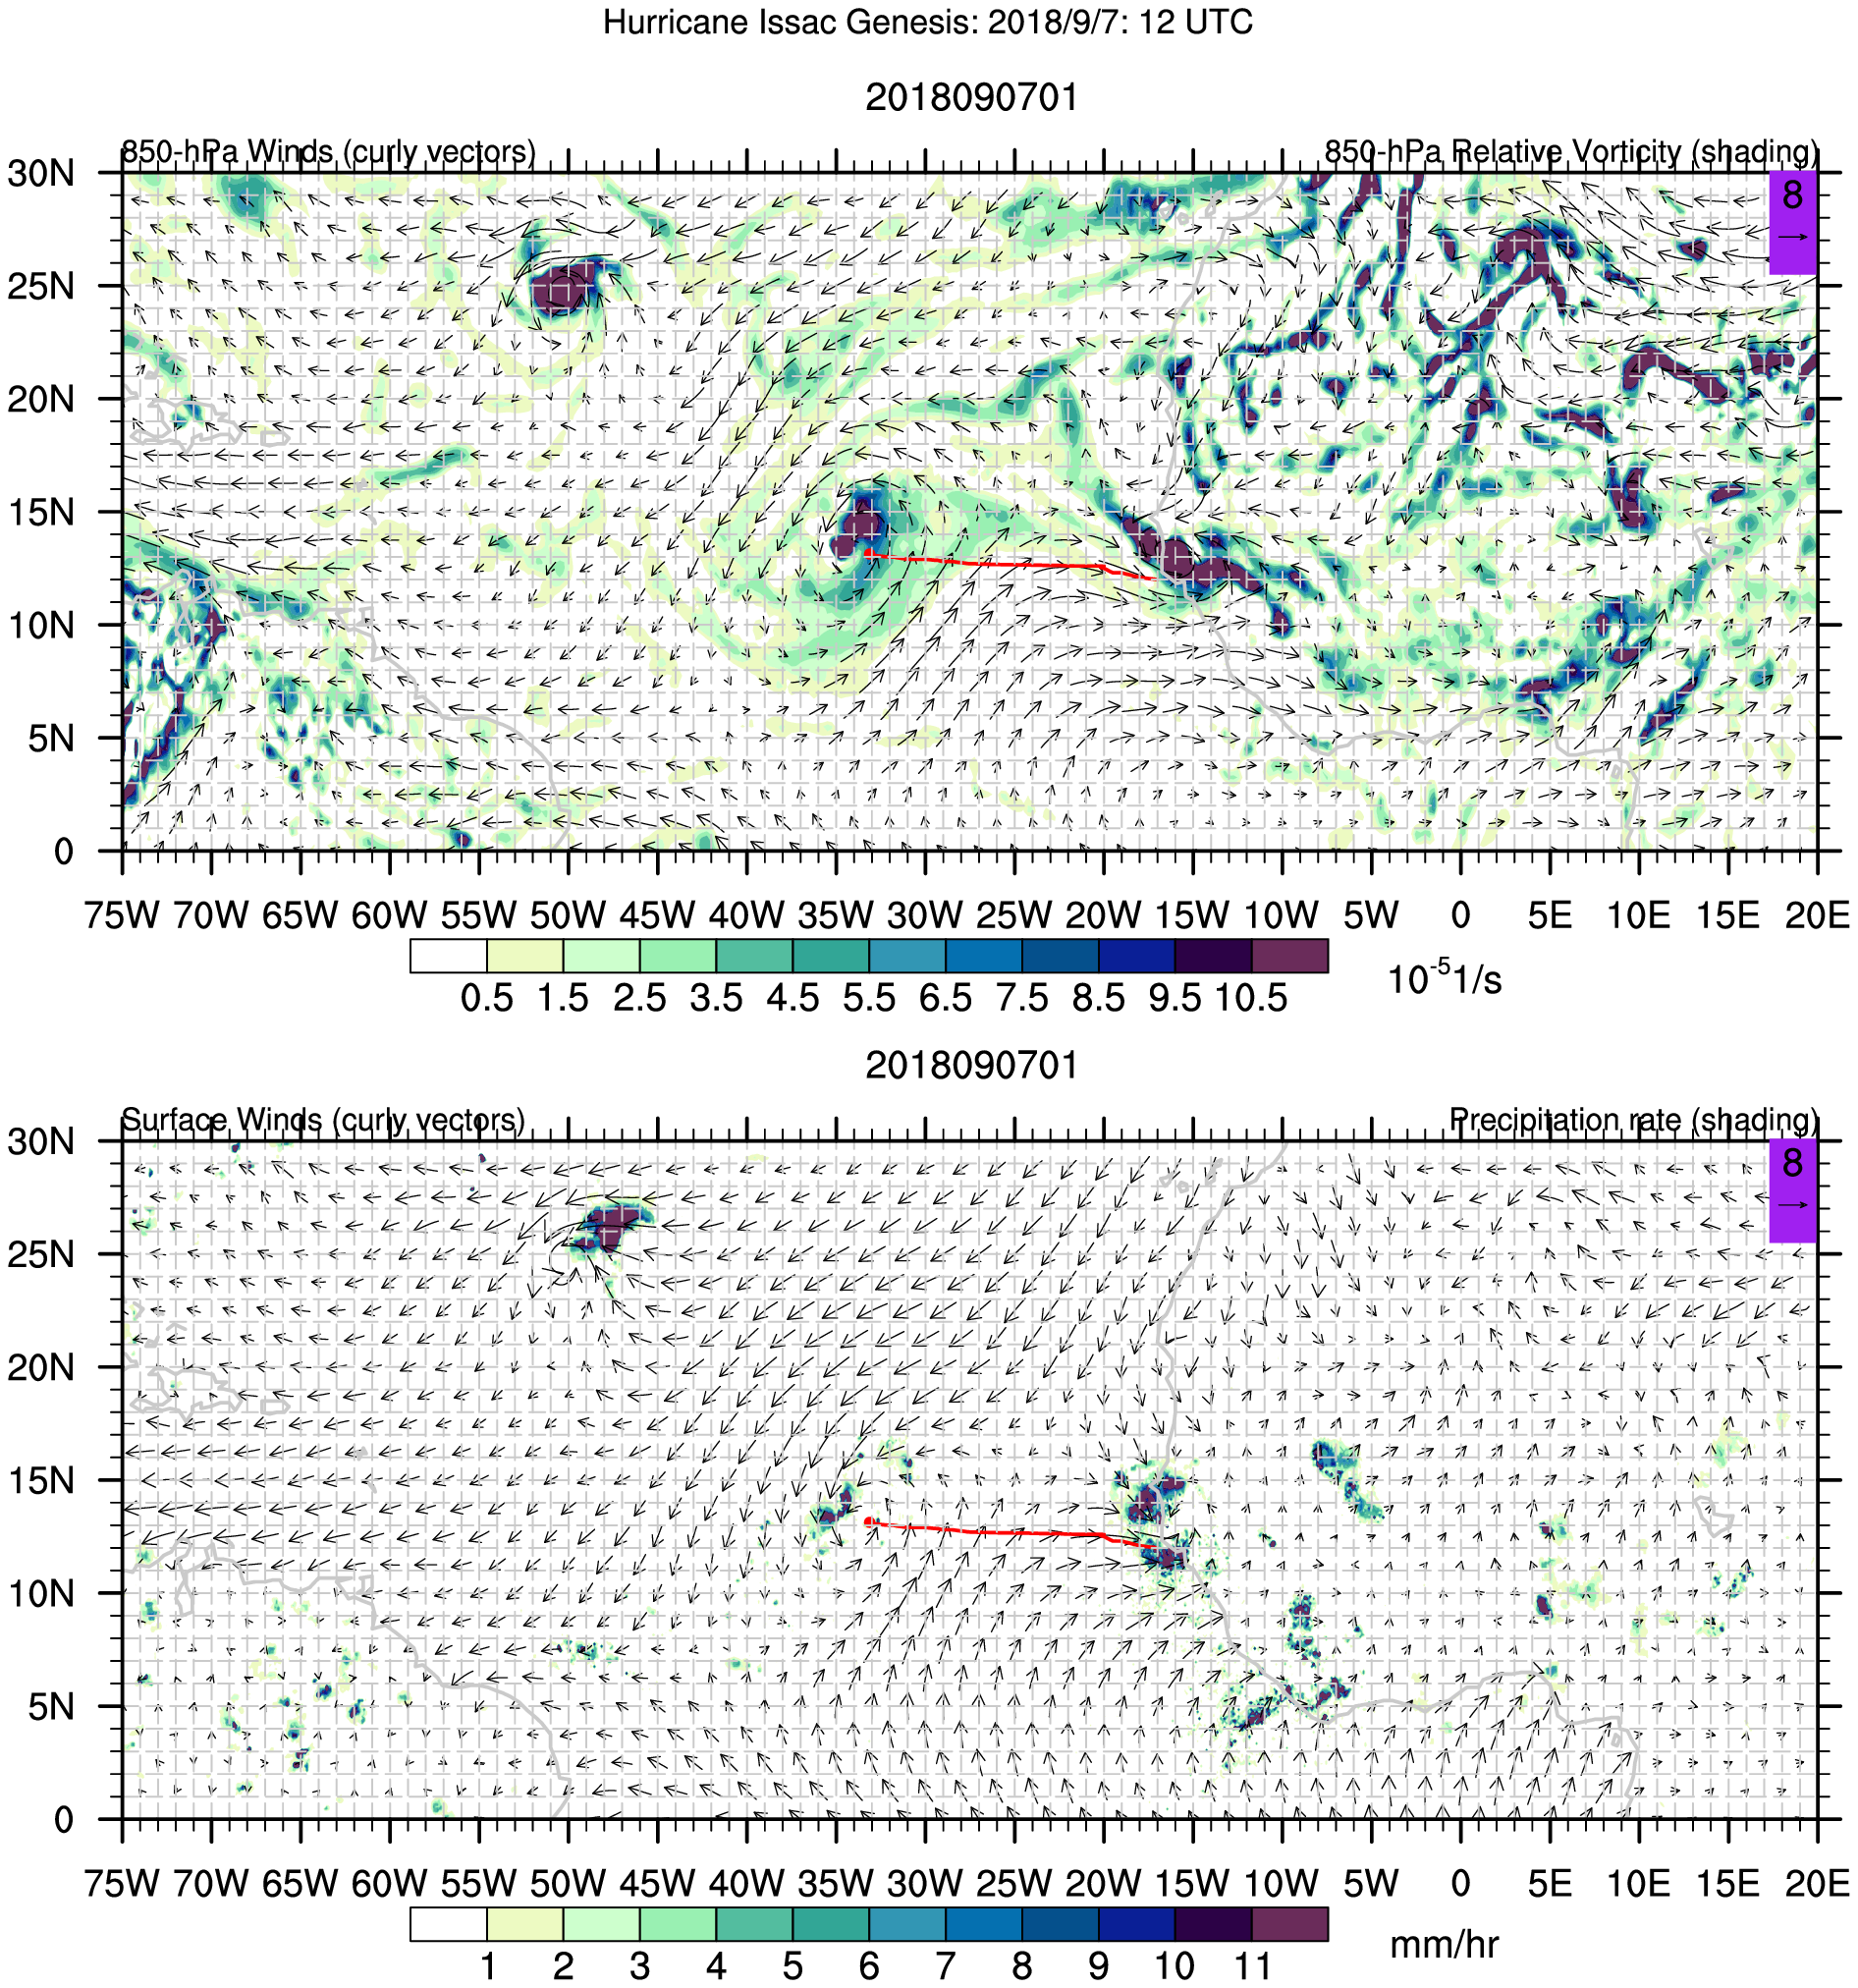 Hurricane Issac Genesis: 2018/9/7: 12 UTC
2018090701
850-hPa Winds (curly vectors) 850-hPa Relative Vorticity (shading)
30N
8
25N
20N
15N
10N
5N
0
75W 70W 65W 60W 55W 50W 45W 40W 35W 30W 25W 20W 15W 10W 5W 0 5E 10E 15E 20E
0.5 1.5 2.5 3.5 4.5 5.5 6.5 7.5 8.5 9.5 10.5
10-51/s
2018090701
Surface Winds (curly vectors) Precipitation rate (shading)
30N
8
25N
20N
15N
10N
5N
0
75W 70W 65W 60W 55W 50W 45W 40W 35W 30W 25W 20W 15W 10W 5W 0 5E 10E 15E 20E
1 2 3 4 5 6 7 8 9 10 11
mm/hr